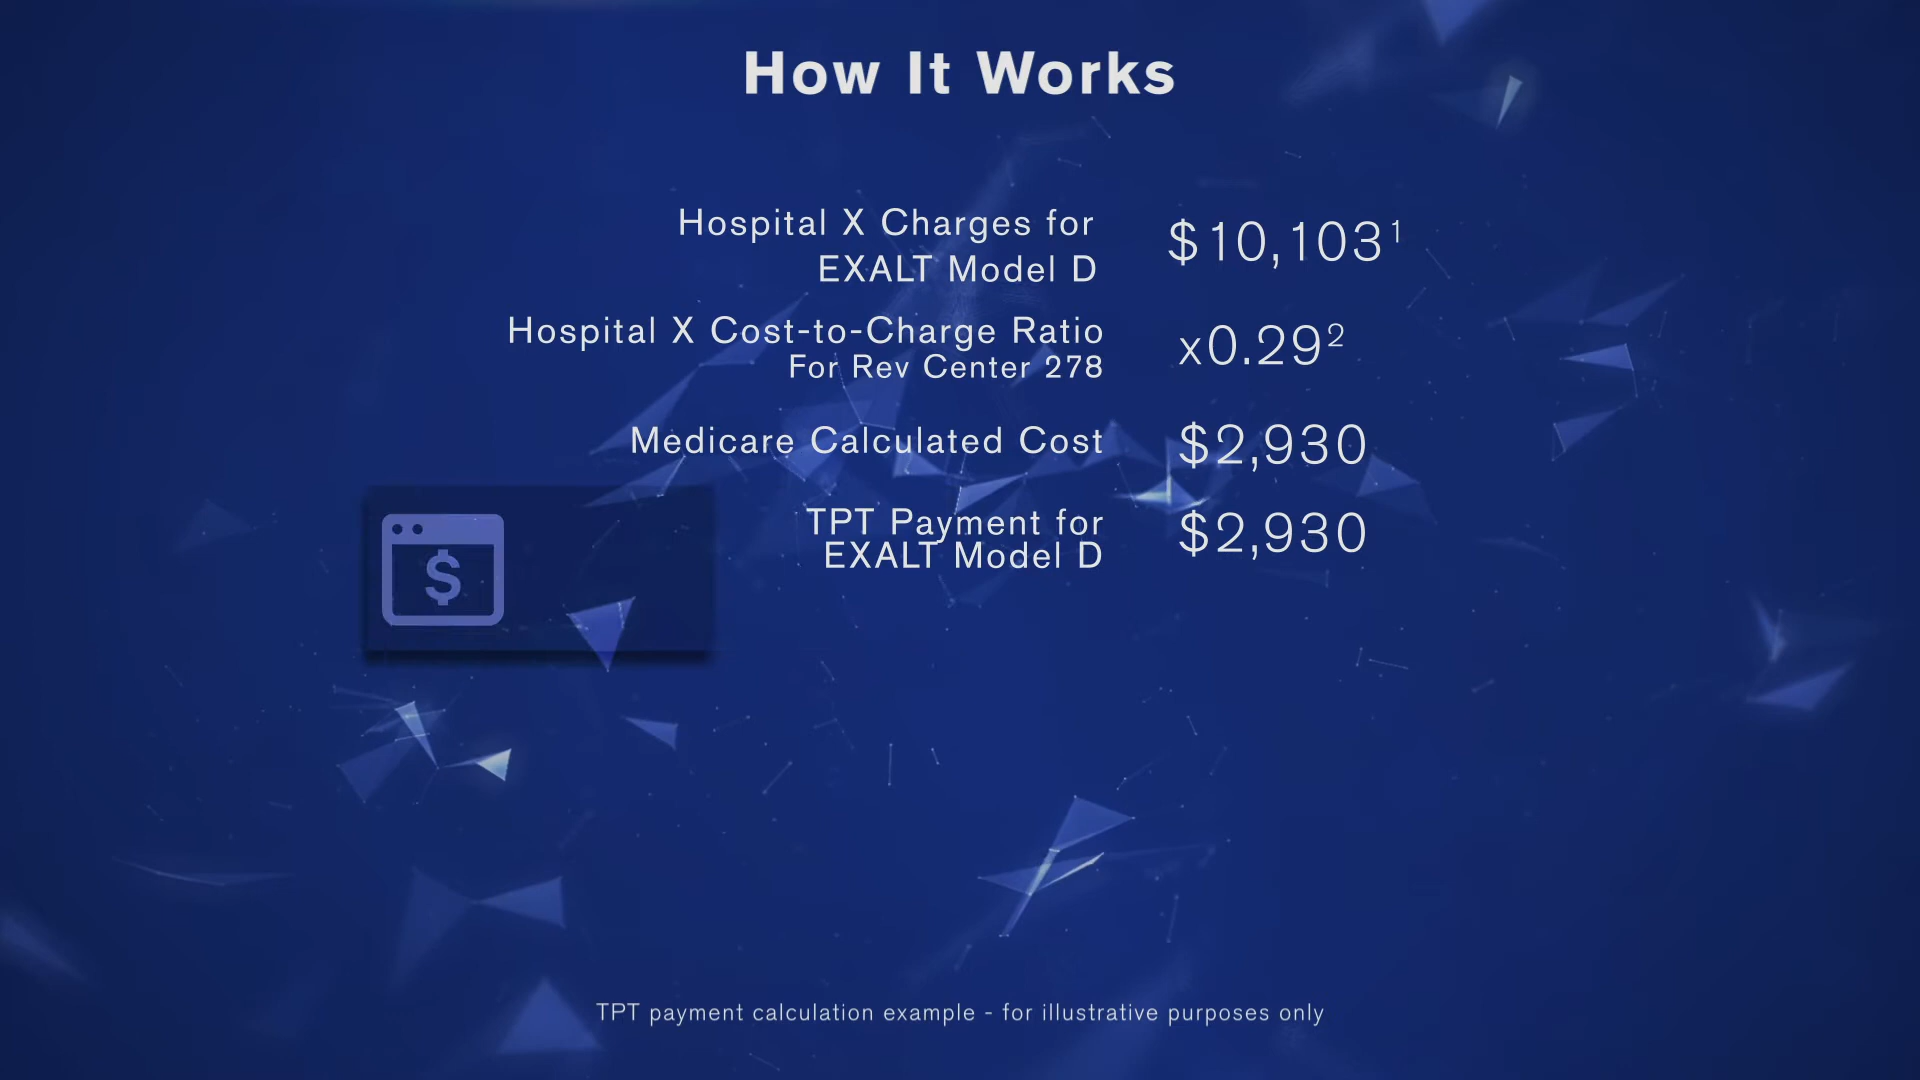 How It Works
Hospital X Charges for
EXALT Model D
$10,103¹
Hospital X Cost-to-Charge Ratio
For Rev Center 278
x0.29²
Medicare Calculated Cost
$2,930
TPT Payment for
EXALT Model D
$2,930
$
TPT payment calculation example - for illustrative purposes only